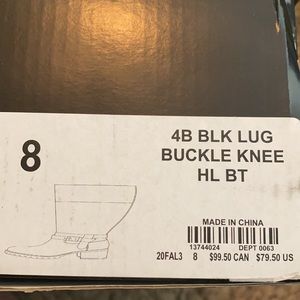 8
4B BLK LUG
BUCKLE KNEE
HL BT
MADE IN CHINA
13744024 DEPT 0063
20FAL3 8 $99.50 CAN $79.50 US